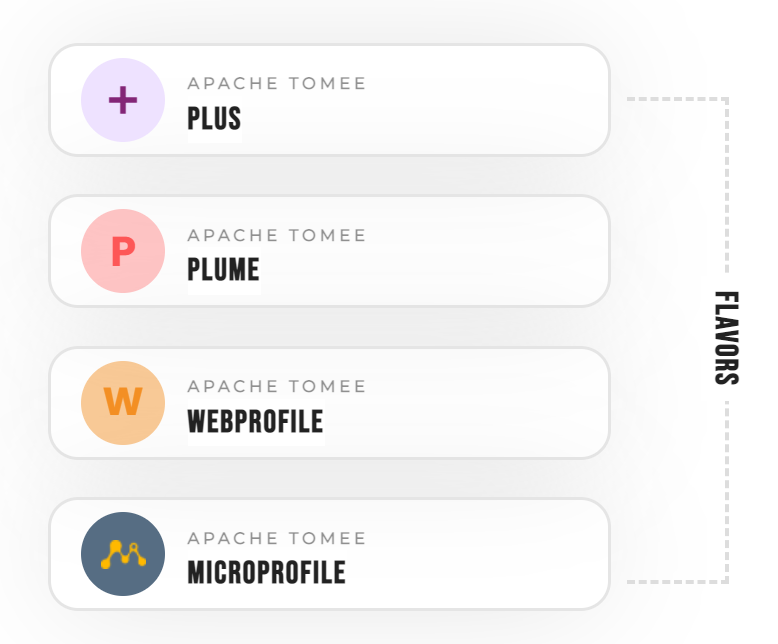 +
APACHE TOMEE
PLUS
P
APACHE TOMEE
PLUME
W
APACHE TOMEE
WEBPROFILE
APACHE TOMEE
MICROPROFILE
FLAVORS